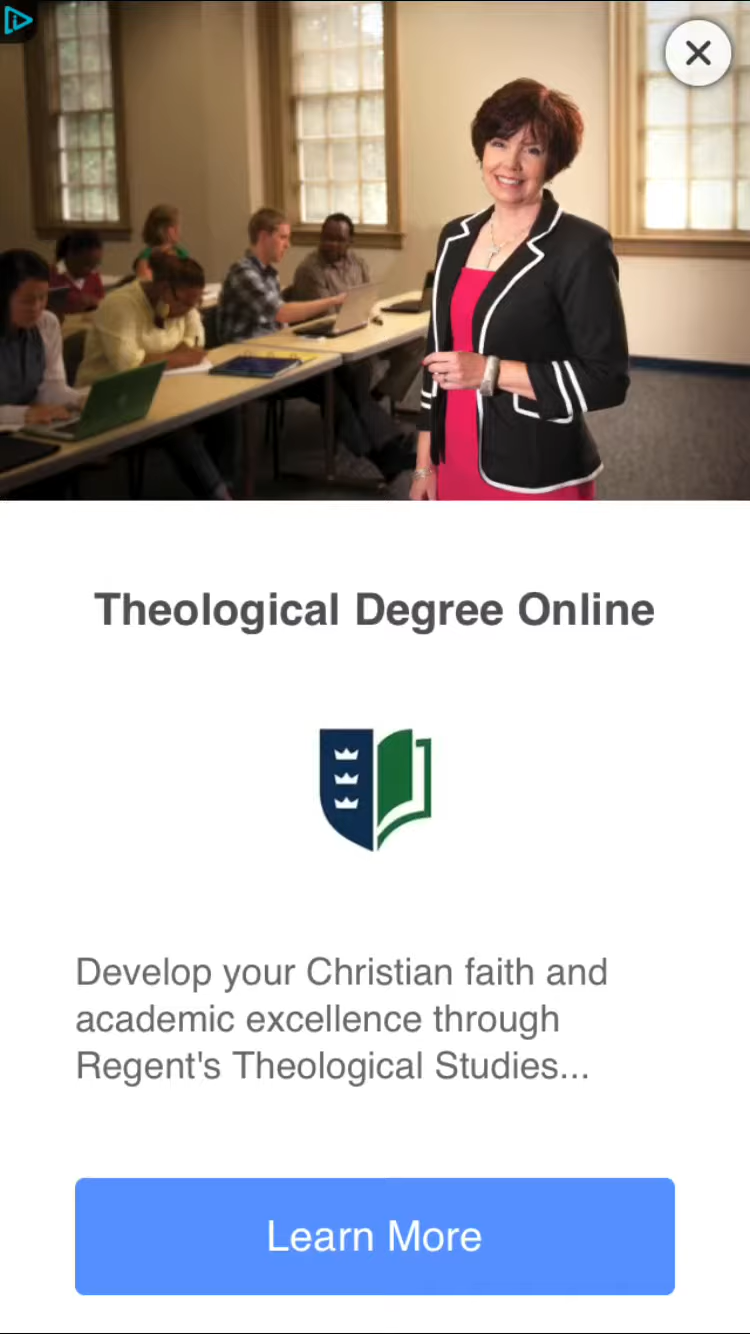 Theological Degree Online
Develop your Christian faith and
academic excellence through
Regent's Theological Studies...
Learn More